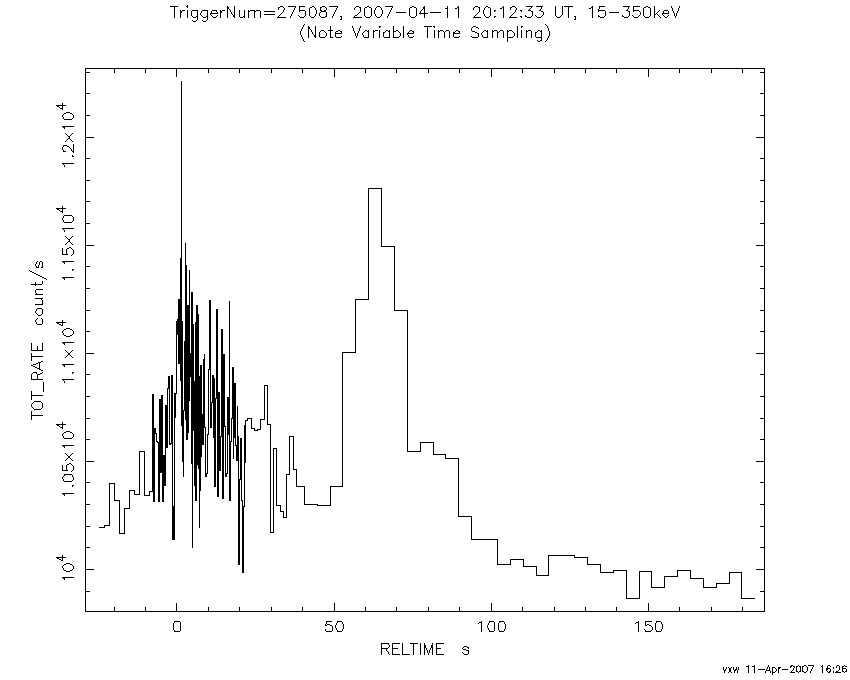 TriggerNum=275087, 2007-04-11 20:12:33 UT, 15-350keV
(Note Variable Time Sampling)
1.2×10⁴
1.15×10⁴
1.1×10⁴
1.05×10⁴
10⁴
TOT_RATE count/s
0 50 100 150
RELTIME s
vxw 11-Apr-2007 16:26